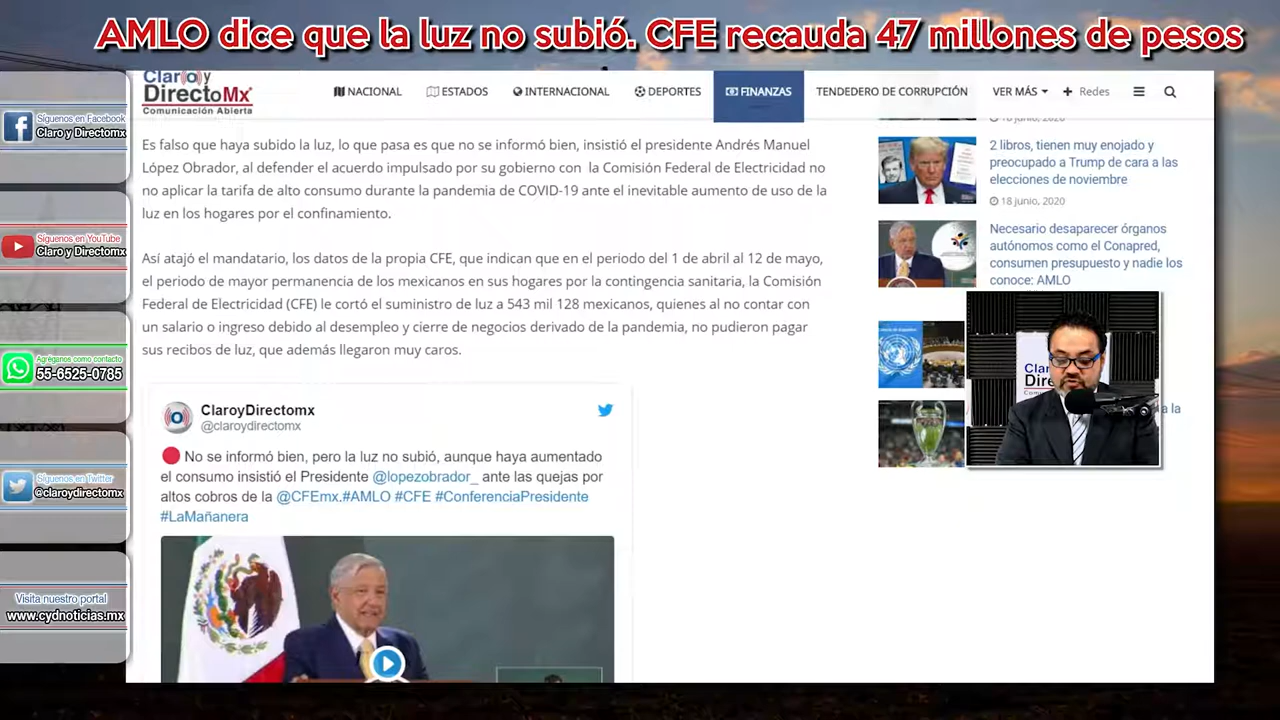 AMLO dice que la luz no subió. CFE recauda 47 millones de pesos
Claro y
DirectoMx
Comunicación Abierta
NACIONAL
ESTADOS
INTERNACIONAL
DEPORTES
FINANZAS
TENDEDERO DE CORRUPCIÓN
VER MÁS
Redes
Síguenos en Facebook
Claro y Directomx
Síguenos en YouTube
Claro y Directomx
Agréganos como contacto
55-6525-0785
Síguenos en Twitter
@claroydirectomx
Visita nuestro portal
www.cydnoticias.mx
Es falso que haya subido la luz, lo que pasa es que no se informó bien, insistió el presidente Andrés Manuel
López Obrador, al defender el acuerdo impulsado por su gobierno con la Comisión Federal de Electricidad no
no aplicar la tarifa de alto consumo durante la pandemia de COVID-19 ante el inevitable aumento de uso de la
luz en los hogares por el confinamiento.
Así atajó el mandatario, los datos de la propia CFE, que indican que en el periodo del 1 de abril al 12 de mayo,
el periodo de mayor permanencia de los mexicanos en sus hogares por la contingencia sanitaria, la Comisión
Federal de Electricidad (CFE) le cortó el suministro de luz a 543 mil 128 mexicanos, quienes al no contar con
un salario o ingreso debido al desempleo y cierre de negocios derivado de la pandemia, no pudieron pagar
sus recibos de luz, que además llegaron muy caros.
ClaroyDirectomx
@claroydirectomx
No se informó bien, pero la luz no subió, aunque haya aumentado
el consumo insistió el Presidente @lopezobrador_ ante las quejas por
altos cobros de la @CFEmx.#AMLO #CFE #ConferenciaPresidente
#LaMañanera
18 junio, 2020
2 libros, tienen muy enojado y
preocupado a Trump de cara a las
elecciones de noviembre
18 junio, 2020
Necesario desaparecer órganos
autónomos como el Conapred,
consumen presupuesto y nadie los
conoce: AMLO
a la